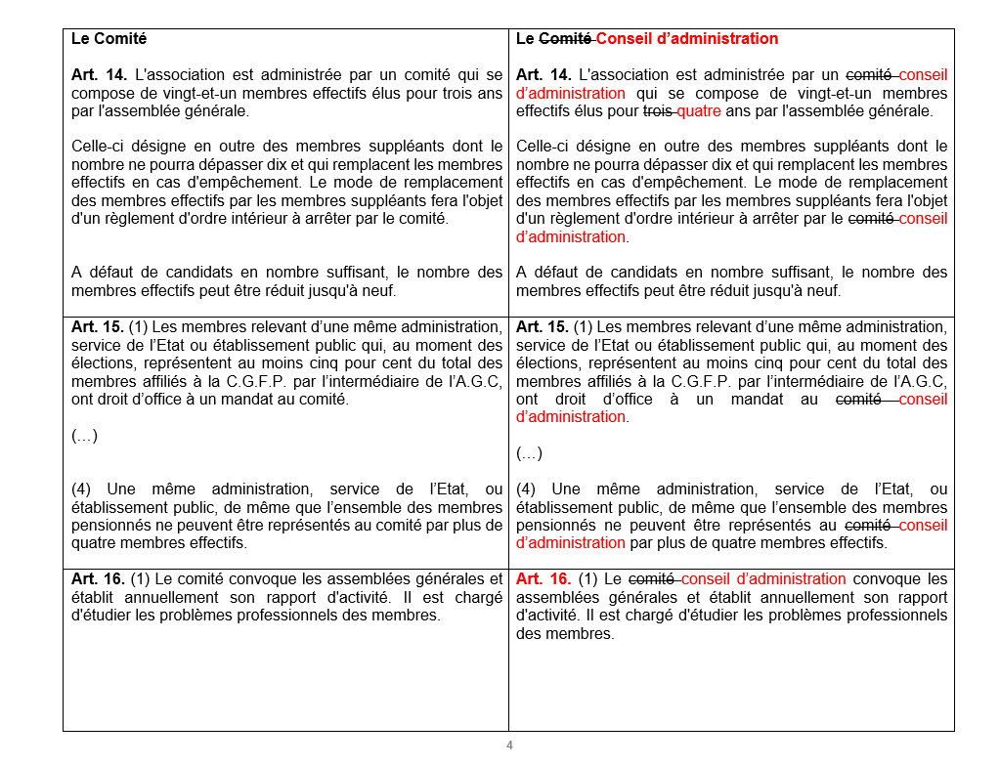 Le Comité
Art. 14. L'association est administrée par un comité qui se
compose de vingt-et-un membres effectifs élus pour trois ans
par l'assemblée générale.
Celle-ci désigne en outre des membres suppléants dont le
nombre ne pourra dépasser dix et qui remplacent les membres
effectifs en cas d'empêchement. Le mode de remplacement
des membres effectifs par les membres suppléants fera l'objet
d'un règlement d'ordre intérieur à arrêter par le comité.
A défaut de candidats en nombre suffisant, le nombre des
membres effectifs peut être réduit jusqu'à neuf.
Le Comité Conseil d’administration
Art. 14. L'association est administrée par un comité conseil
d’administration qui se compose de vingt-et-un membres
effectifs élus pour trois quatre ans par l'assemblée générale.
Celle-ci désigne en outre des membres suppléants dont le
nombre ne pourra dépasser dix et qui remplacent les membres
effectifs en cas d'empêchement. Le mode de remplacement
des membres effectifs par les membres suppléants fera l'objet
d'un règlement d'ordre intérieur à arrêter par le comité conseil
d’administration.
A défaut de candidats en nombre suffisant, le nombre des
membres effectifs peut être réduit jusqu'à neuf.
Art. 15. (1) Les membres relevant d’une même administration,
service de l’Etat ou établissement public qui, au moment des
élections, représentent au moins cinq pour cent du total des
membres affiliés à la C.G.F.P. par l’intermédiaire de l’A.G.C,
ont droit d’office à un mandat au comité.
(…)
(4) Une même administration, service de l’Etat, ou
établissement public, de même que l’ensemble des membres
pensionnés ne peuvent être représentés au comité par plus de
quatre membres effectifs.
Art. 15. (1) Les membres relevant d’une même administration,
service de l’Etat ou établissement public qui, au moment des
élections, représentent au moins cinq pour cent du total des
membres affiliés à la C.G.F.P. par l’intermédiaire de l’A.G.C,
ont droit d’office à un mandat au comité conseil
d’administration.
(…)
(4) Une même administration, service de l’Etat, ou
établissement public, de même que l’ensemble des membres
pensionnés ne peuvent être représentés au comité conseil
d’administration par plus de quatre membres effectifs.
Art. 16. (1) Le comité convoque les assemblées générales et
établit annuellement son rapport d'activité. Il est chargé
d'étudier les problèmes professionnels des membres.
Art. 16. (1) Le comité conseil d’administration convoque les
assemblées générales et établit annuellement son rapport
d'activité. Il est chargé d'étudier les problèmes professionnels
des membres.
4